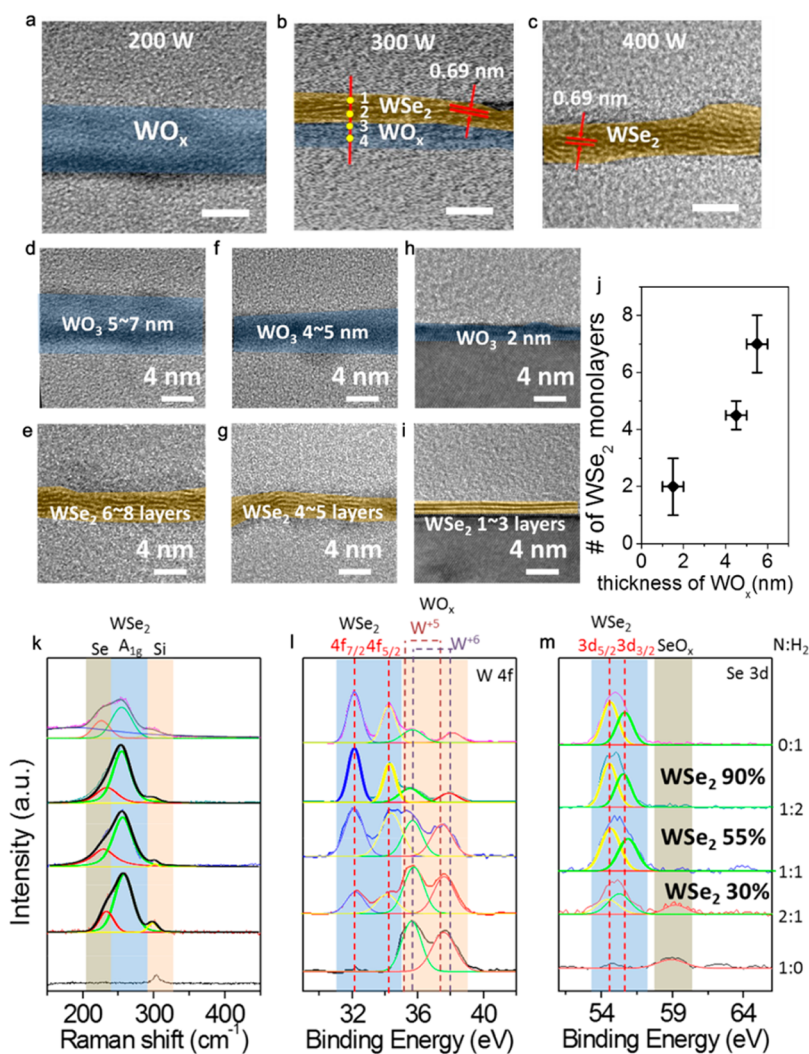 a
200 W
WOx
b
300 W
0.69 nm
1
2
3
4
WSe2
WOx
c
400 W
0.69 nm
WSe2
d
WO3 5~7 nm
4 nm
f
WO3 4~5 nm
4 nm
h
WO3 2 nm
4 nm
e
WSe2 6~8 layers
4 nm
g
WSe2 4~5 layers
4 nm
i
WSe2 1~3 layers
4 nm
j
# of WSe2 monolayers
8
6
4
2
0
0 2 4 6
thickness of WOx(nm)
k
WSe2
Se A1g Si
Intensity (a.u.)
150 300 450
Raman shift (cm-1)
l
WSe2
4f7/2 4f5/2
WOx
W+5
W+6
W 4f
32 36 40
Binding Energy (eV)
m
WSe2
3d5/2 3d3/2 SeOx
N:H2
Se 3d
0:1
WSe2 90%
1:2
WSe2 55%
1:1
WSe2 30%
2:1
1:0
54 59 64
Binding Energy (eV)